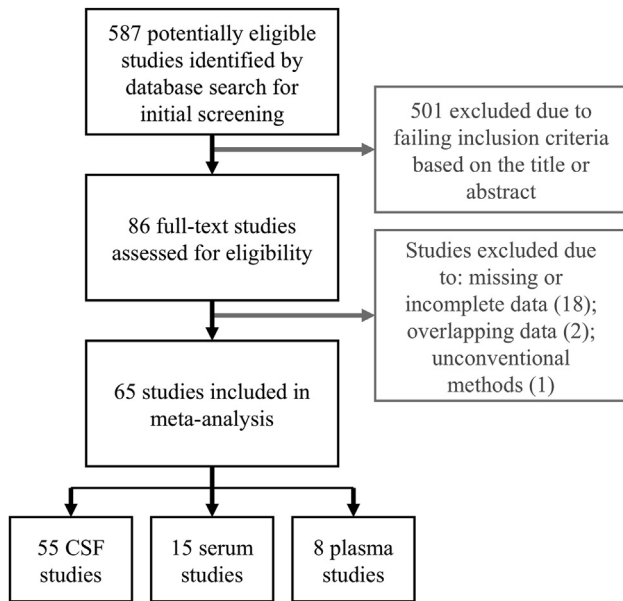 587 potentially eligible
studies identified by
database search for
initial screening
501 excluded due to
failing inclusion criteria
based on the title or
abstract
86 full-text studies
assessed for eligibility
Studies excluded due
to: missing or
incomplete data (18);
overlapping data (2);
unconventional
methods (1)
65 studies included in
meta-analysis
55 CSF
studies
15 serum
studies
8 plasma
studies